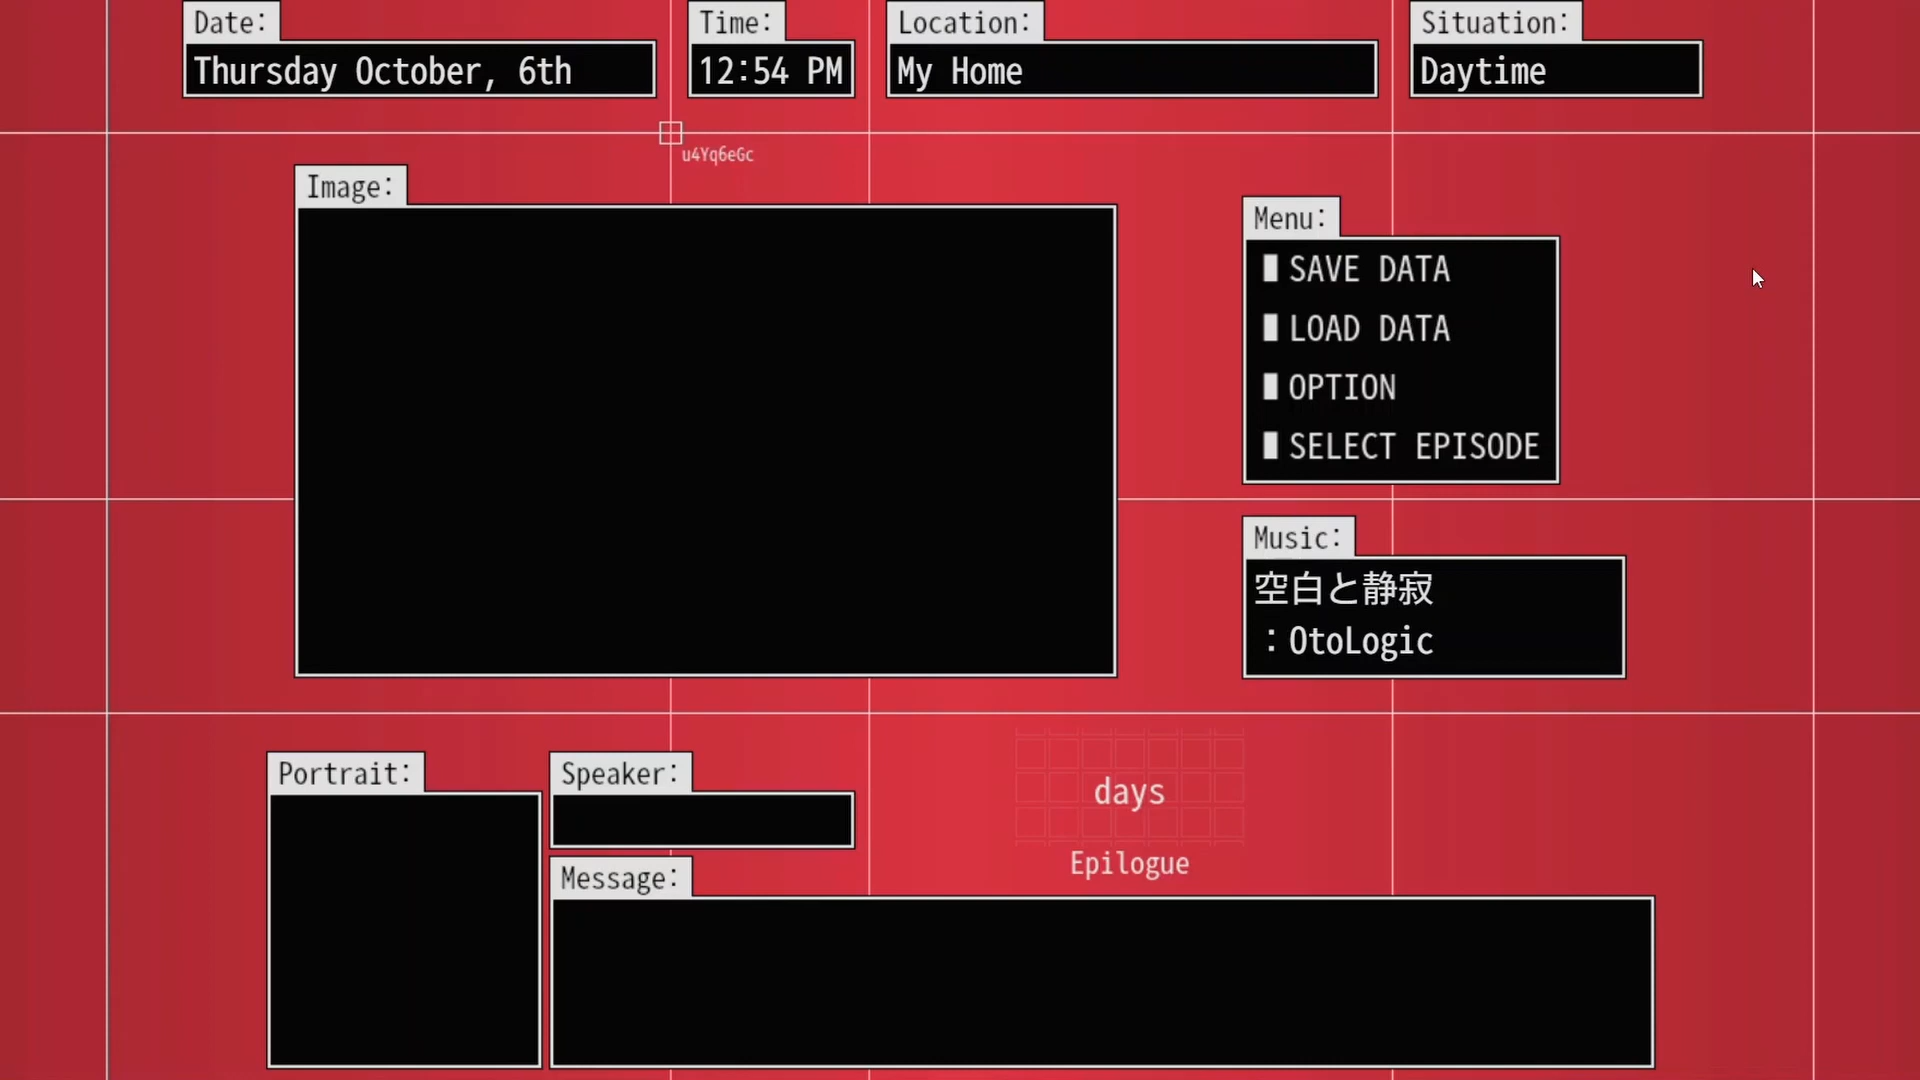 Date:
Thursday October, 6th
Time:
12:54 PM
Location:
My Home
Situation:
Daytime
u4Yq6eGc
Image:
Menu:
SAVE DATA
LOAD DATA
OPTION
SELECT EPISODE
Music:
空白と静寂
：OtoLogic
Portrait:
Speaker:
days
Epilogue
Message: